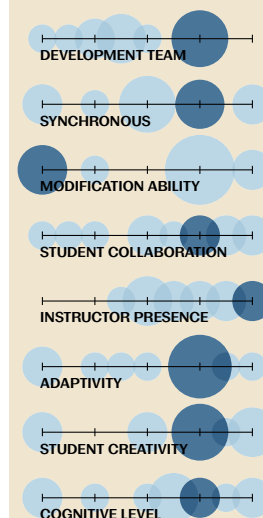 DEVELOPMENT TEAM
SYNCHRONOUS
MODIFICATION ABILITY
STUDENT COLLABORATION
INSTRUCTOR PRESENCE
ADAPTIVITY
STUDENT CREATIVITY
COGNITIVE LEVEL